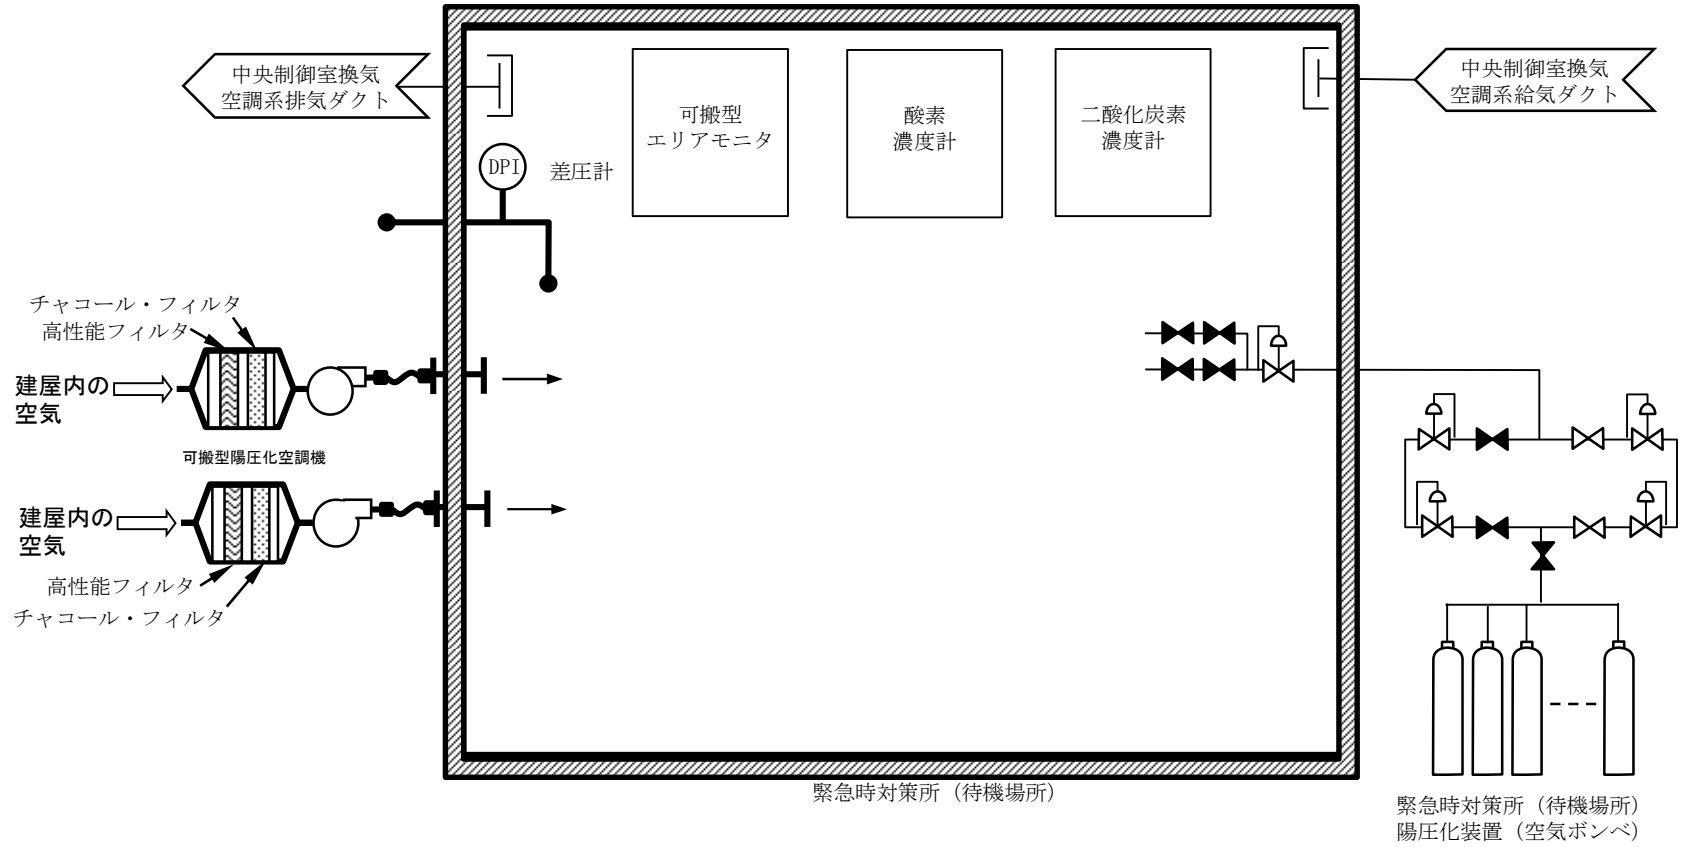 中央制御室換気
空調系排気ダクト
中央制御室換気
空調系給気ダクト
可搬型
エリアモニタ
酸素
濃度計
二酸化炭素
濃度計
DPI
差圧計
チャコール・フィルタ
高性能フィルタ
建屋内の
空気
可搬型陽圧化空調機
建屋内の
空気
高性能フィルタ
チャコール・フィルタ
緊急時対策所（待機場所）
緊急時対策所（待機場所）
陽圧化装置（空気ボンベ）